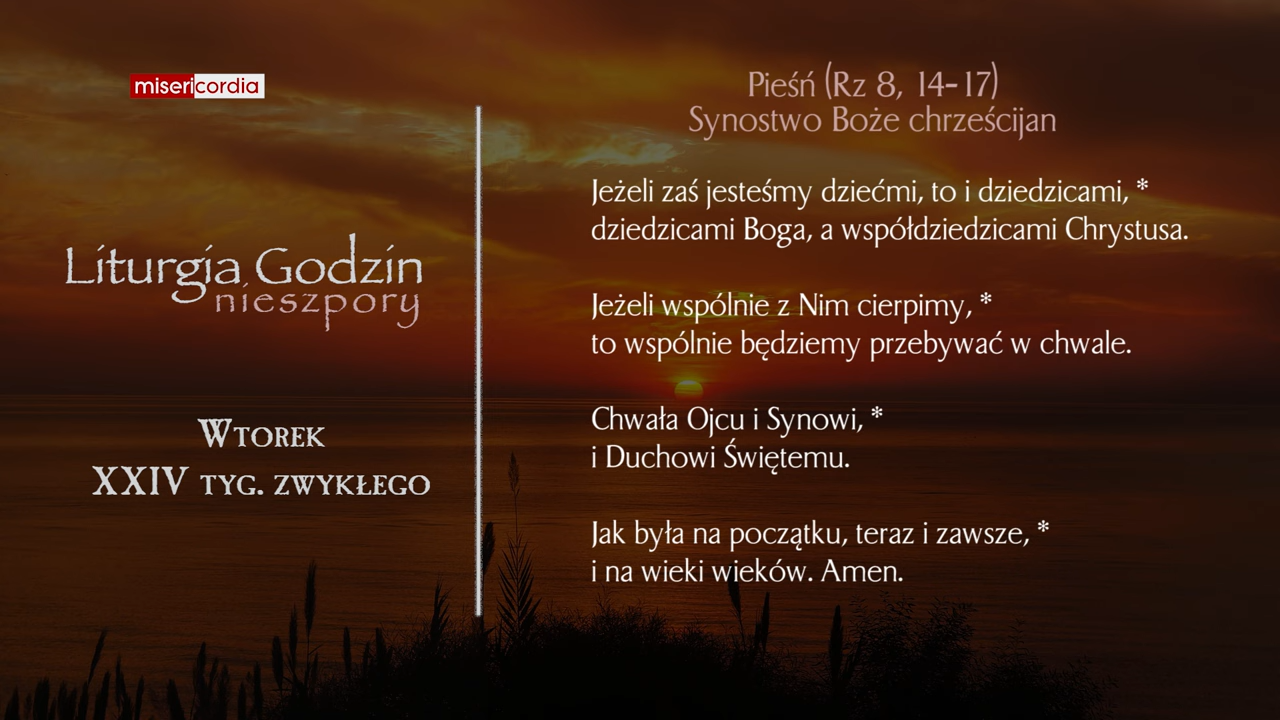 misericordia
Liturgia Godzin
nieszpory
Wtorek
XXIV tyg. zwykłego
Pieśń (Rz 8, 14-17)
Synostwo Boże chrześcijan
Jeżeli zaś jesteśmy dziećmi, to i dziedzicami, *
dziedzicami Boga, a współdziedzicami Chrystusa.
Jeżeli wspólnie z Nim cierpimy, *
to wspólnie będziemy przebywać w chwale.
Chwała Ojcu i Synowi, *
i Duchowi Świętemu.
Jak była na początku, teraz i zawsze, *
i na wieki wieków. Amen.